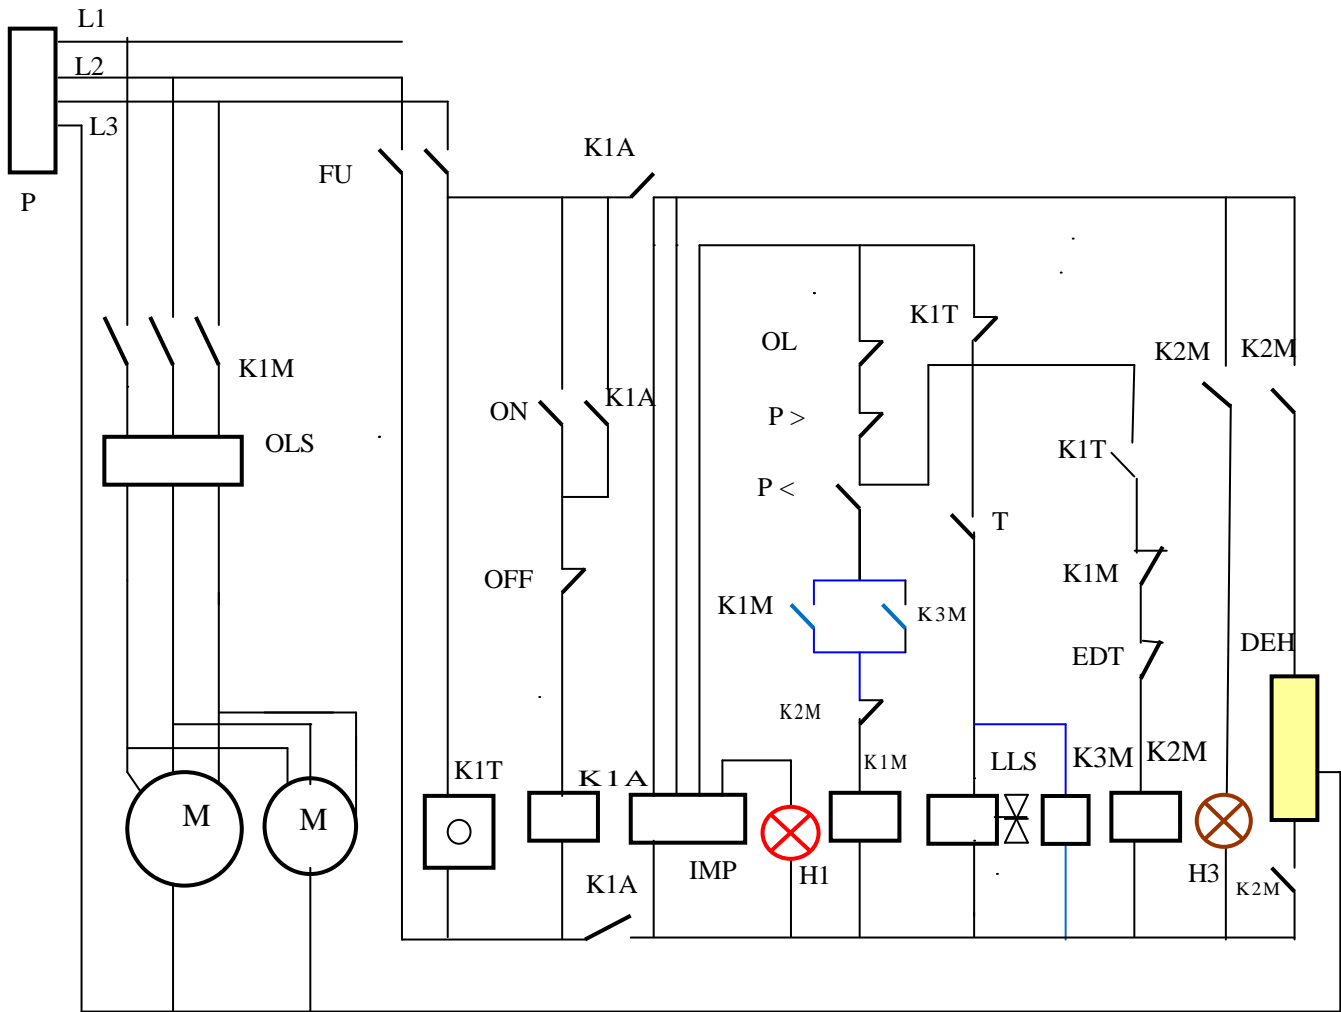 L1
L2
L3
P
FU
K1A
K1M
OLS
ON
K1A
OFF
OL
P >
P <
K1T
T
K2M
K2M
K1T
K1M
EDT
DEH
K1M
K3M
K2M
K1M
LLS
K3M
K2M
K1T
K1A
M
M
IMP
H1
H3
K2M
K1A